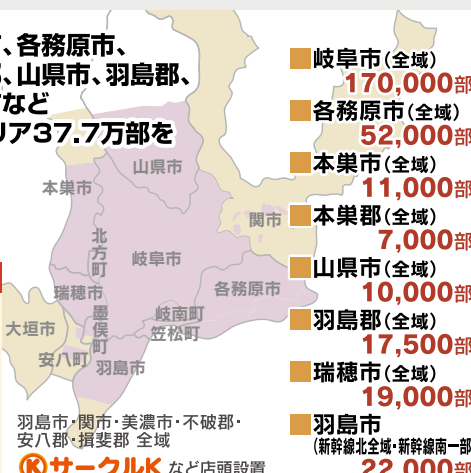 、各務原市、
、山県市、羽島郡、
など
リア37.7万部を
山県市
本巣市
関市
北方町
岐阜市
瑞穂市
各務原市
墨俣町
岐南町
笠松町
大垣市
安八町
羽島市
羽島市・関市・美濃市・不破郡・
安八郡・揖斐郡 全域
ⓀサークルK など店頭設置
岐阜市(全域)
170,000部
各務原市(全域)
52,000部
本巣市(全域)
11,000部
本巣郡(全域)
7,000部
山県市(全域)
10,000部
羽島郡(全域)
17,500部
瑞穂市(全域)
19,000部
羽島市
(新幹線北全域・新幹線南一部
22,000部